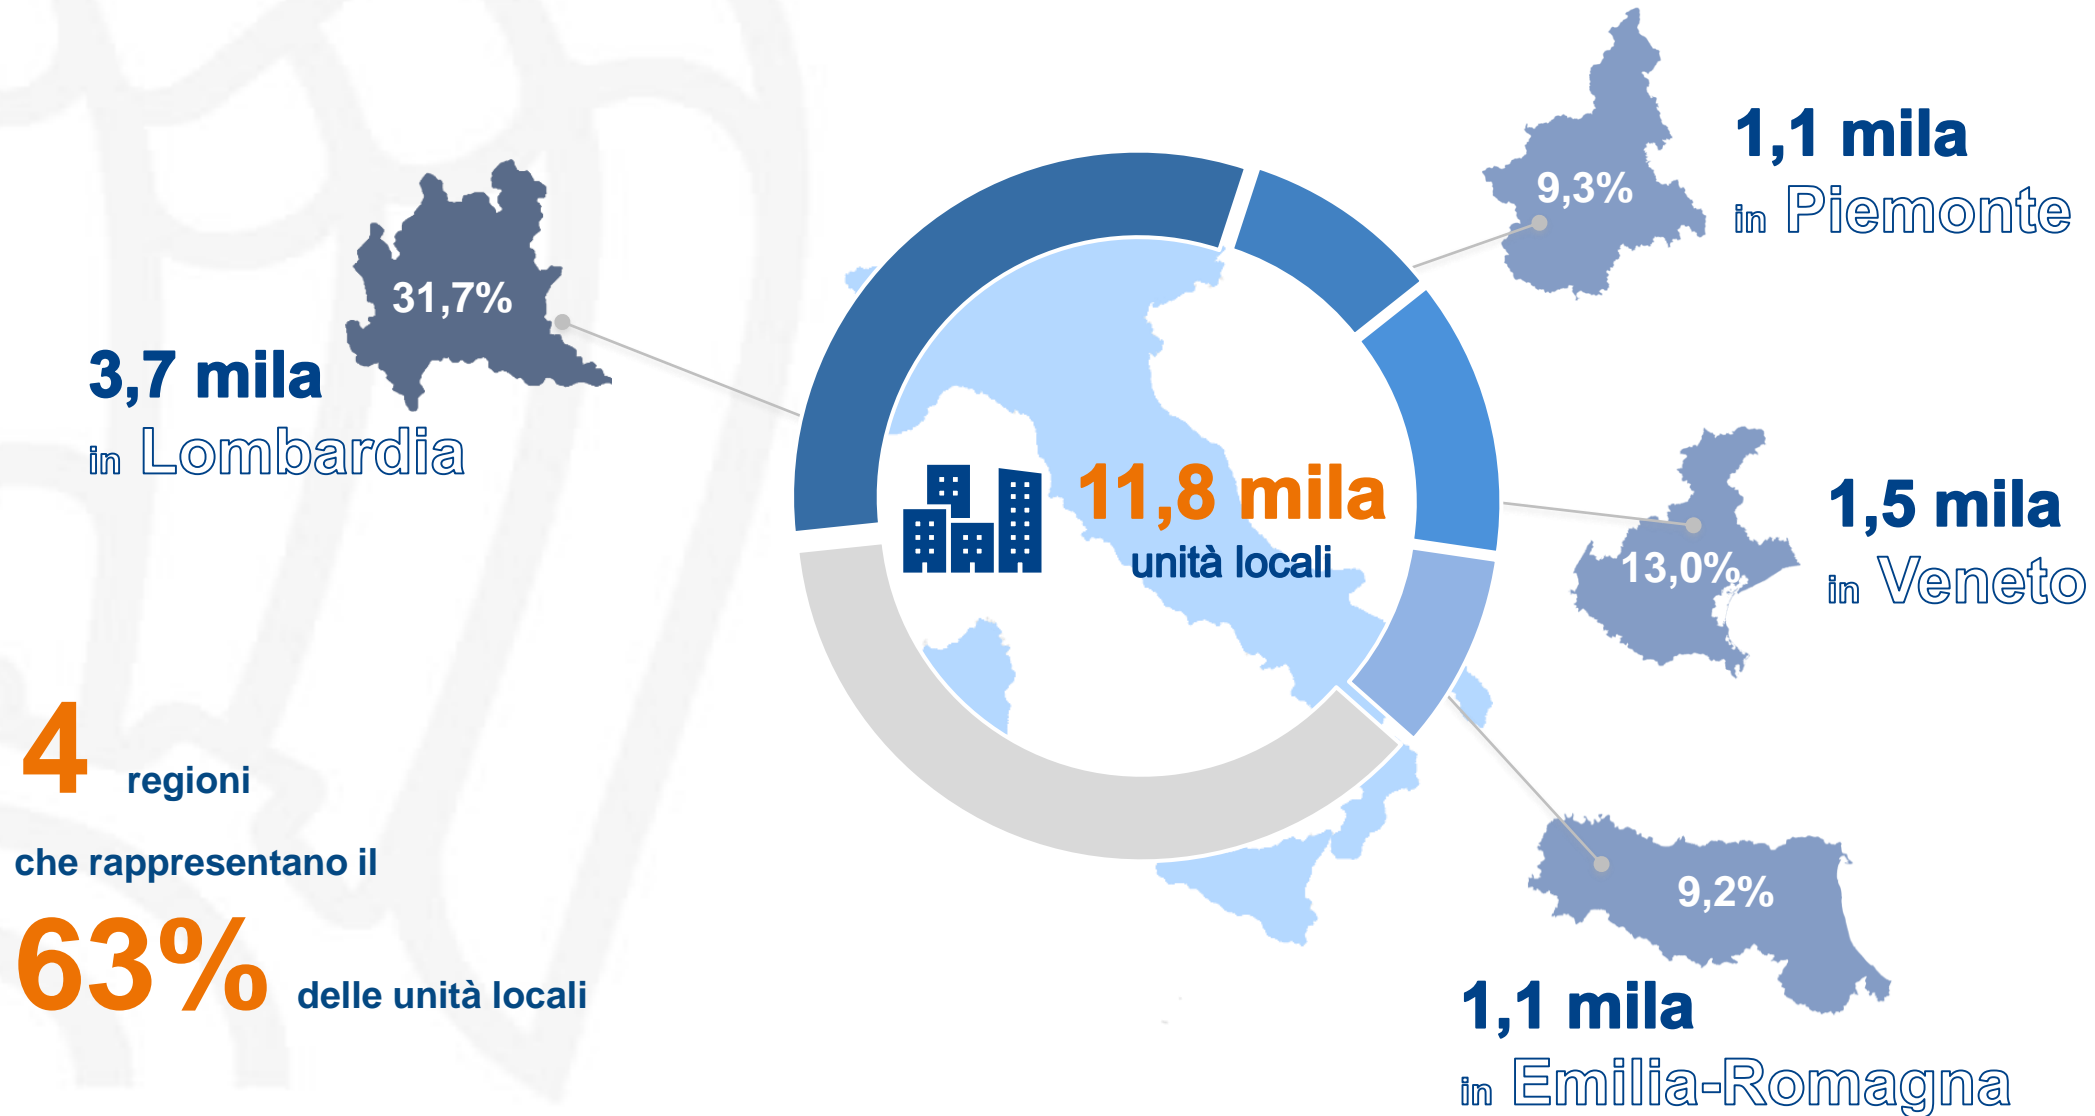 3,7 mila
in Lombardia
31,7%
1,1 mila
in Piemonte
9,3%
11,8 mila
unità locali
1,5 mila
in Veneto
13,0%
4 regioni
che rappresentano il
63% delle unità locali
9,2%
1,1 mila
in Emilia-Romagna